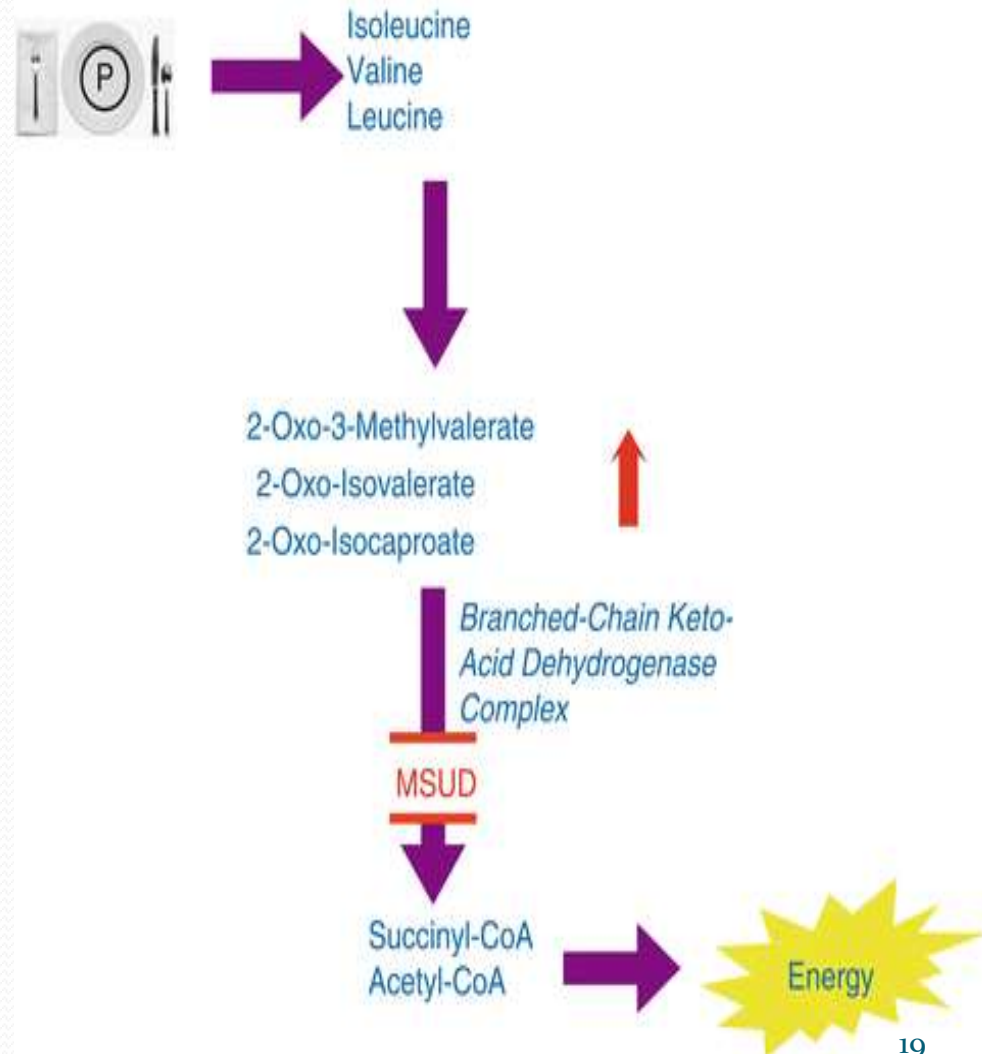 P
Isoleucine
Valine
Leucine
2-Oxo-3-Methylvalerate
2-Oxo-Isovalerate
2-Oxo-Isocaproate
Branched-Chain Keto-
Acid Dehydrogenase
Complex
MSUD
Succinyl-CoA
Acetyl-CoA
Energy
19